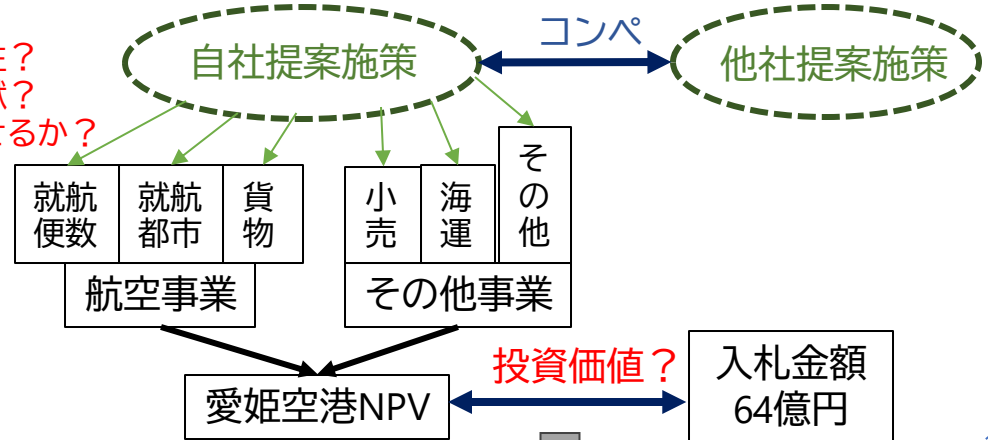 コンペ
自社提案施策
他社提案施策
？
？
るか？
就航
便数
就航
都市
貨
物
小
売
海
運
そ
の
他
航空事業
その他事業
投資価値？
愛姫空港NPV
入札金額
64億円